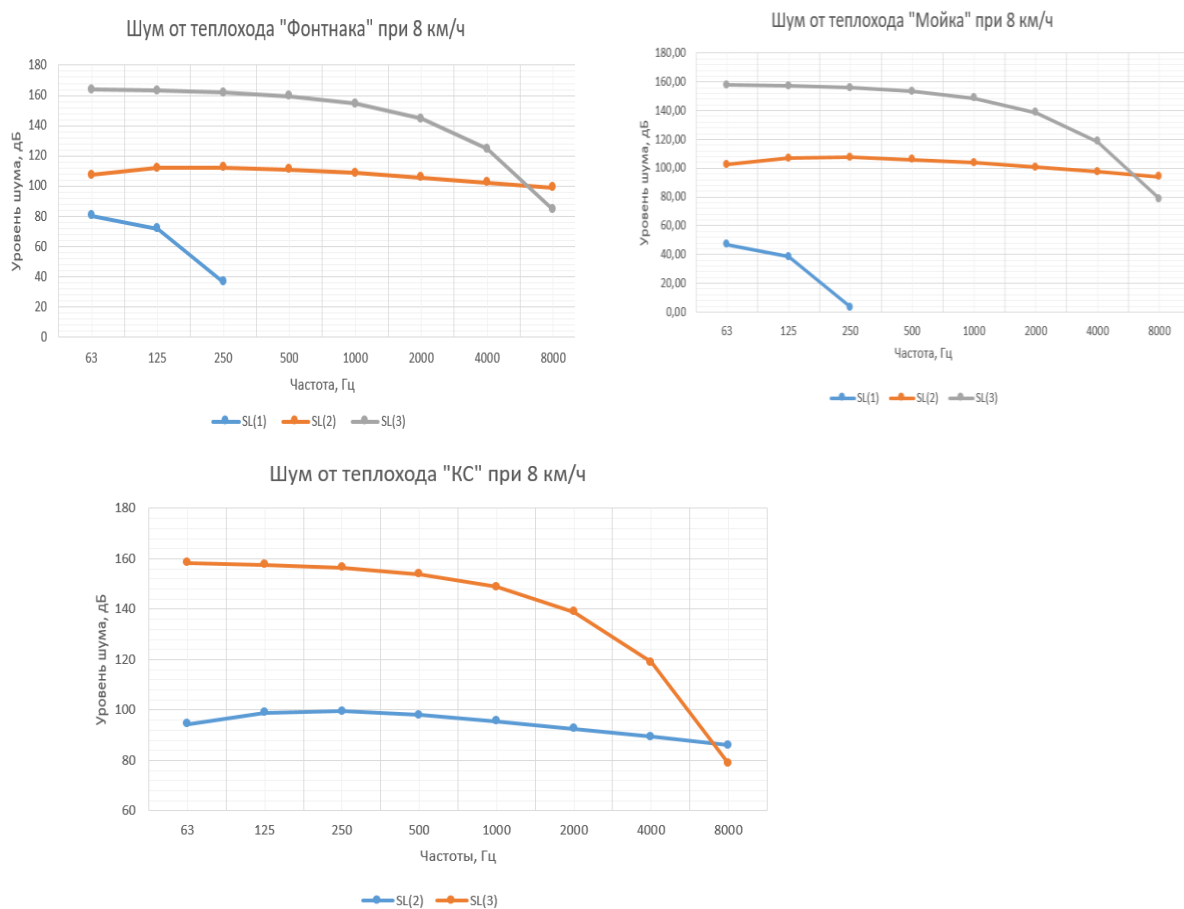 Шум от теплохода "Фонтнака" при 8 км/ч
180
160
140
120
100
80
60
40
20
0
Уровень шума, дБ
63 125 250 500 1000 2000 4000 8000
Частота, Гц
SL(1) SL(2) SL(3)
Шум от теплохода "Мойка" при 8 км/ч
180,00
160,00
140,00
120,00
100,00
80,00
60,00
40,00
20,00
0,00
Уровень шума, дБ
63 125 250 500 1000 2000 4000 8000
Частота, Гц
SL(1) SL(2) SL(3)
Шум от теплохода "КС" при 8 км/ч
180
160
140
120
100
80
60
Уровень шума, дБ
63 125 250 500 1000 2000 4000 8000
Частоты, Гц
SL(2) SL(3)